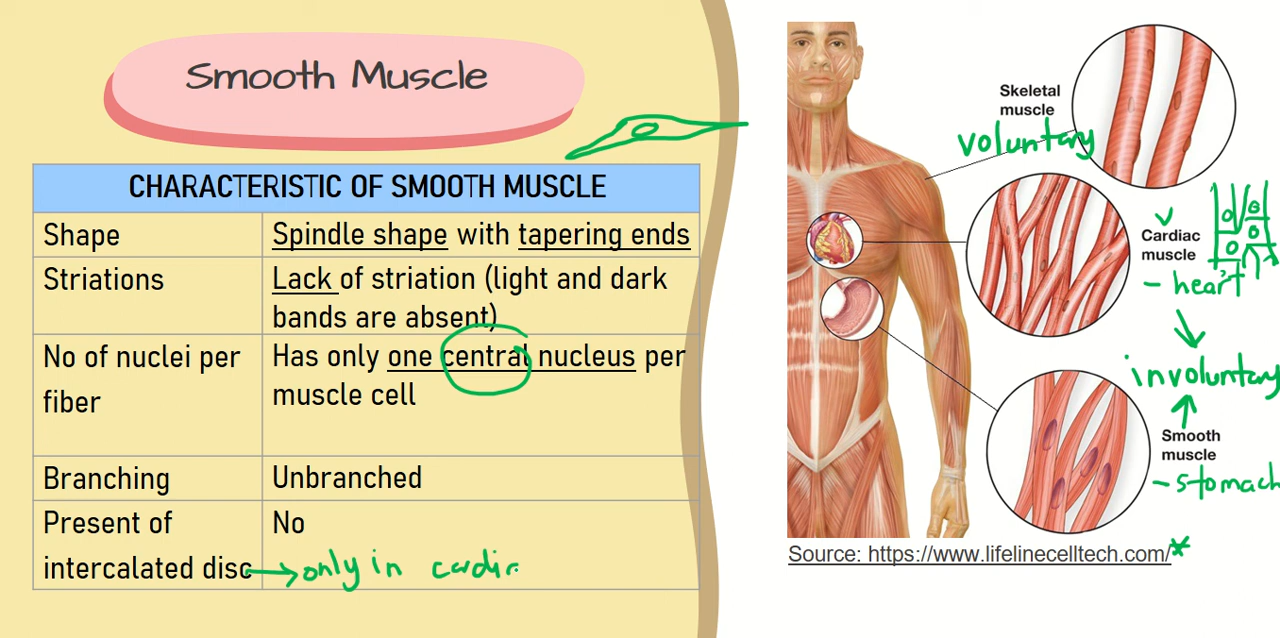 Smooth Muscle
CHARACTERISTIC OF SMOOTH MUSCLE
Shape
Spindle shape with tapering ends
Striations
Lack of striation (light and dark
bands are absent)
No of nuclei per
fiber
Has only one central nucleus per
muscle cell
Branching
Unbranched
Present of
intercalated disc
No
only in cardi
Skeletal
muscle
voluntary
Cardiac
muscle
- heart
involuntary
Smooth
muscle
- stomach
Source: https://www.lifelinecelltech.com/*